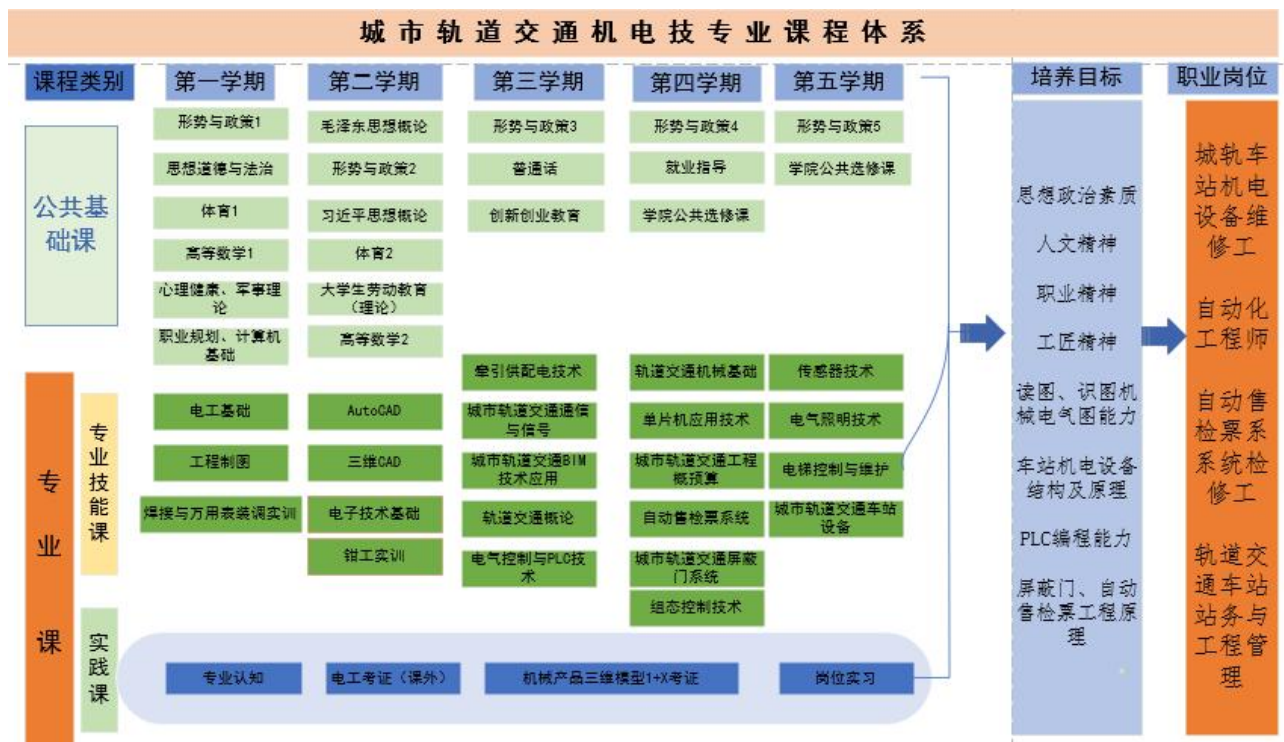 城市轨道交通机电技专业课程体系
课程类别
第一学期
第二学期
第三学期
第四学期
第五学期
培养目标
职业岗位
公共基
础课
形势与政策1
思想道德与法治
体育1
高等数学1
心理健康、军事理
论
职业规划、计算机
基础
毛泽东思想概论
形势与政策2
习近平思想概论
体育2
大学生劳动教育
（理论）
高等数学2
形势与政策3
普通话
创新创业教育
形势与政策4
就业指导
学院公共选修课
形势与政策5
学院公共选修课
专业课
专业技能课
电工基础
工程制图
焊接与万用表装调实训
AutoCAD
三维CAD
电子技术基础
钳工实训
牵引供配电技术
城市轨道交通通信
与信号
城市轨道交通BIM
技术应用
轨道交通概论
电气控制与PLC技
术
轨道交通机械基础
单片机应用技术
城市轨道交通工程
概预算
自动售检票系统
城市轨道交通屏蔽
门系统
组态控制技术
传感器技术
电气照明技术
电梯控制与维护
城市轨道交通车站
设备
实践课
专业认知
电工考证（课外）
机械产品三维模型1+X考证
岗位实习
思想政治素质
人文精神
职业精神
工匠精神
读图、识图机
械电气图能力
车站机电设备
结构及原理
PLC编程能力
屏蔽门、自动
售检票工程原
理
城轨车
站机电
设备维
修工
自动化
工程师
自动售
检票系
系统检
修工
轨道交
通车站
站务与
工程管
理